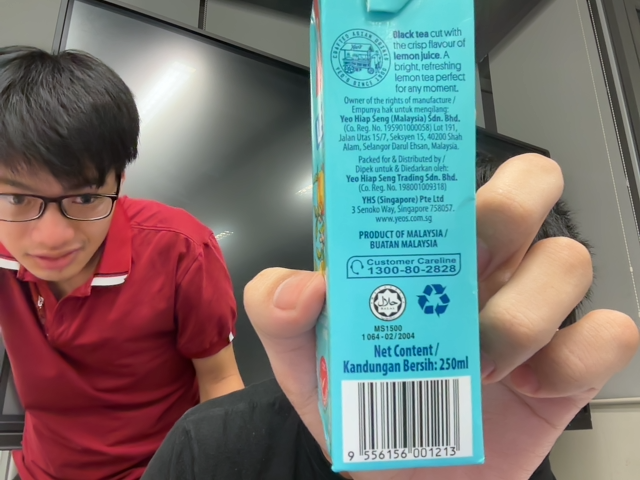 Black tea cut with
the crisp flavour of
lemon juice. A
bright, refreshing
lemon tea perfect
for any moment.
Owner of the rights of manufacture /
Empunya hak untuk mengilang:
Yeo Hiap Seng (Malaysia) Sdn. Bhd.
(Co. Reg. No. 195901000058) Lot 191,
Jalan Utas 15/7, Seksyen 15, 40200 Shah
Alam, Selangor Darul Ehsan, Malaysia.
Packed for & Distributed by /
Dipek untuk & Diedarkan oleh:
Yeo Hiap Seng Trading Sdn. Bhd.
(Co. Reg. No. 198001009318)
YHS (Singapore) Pte Ltd
3 Senoko Way, Singapore 758057.
www.yeos.com.sg
PRODUCT OF MALAYSIA /
BUATAN MALAYSIA
Customer Careline
1300-80-2828
حلال
MS1500
1 064-02/2004
Net Content /
Kandungan Bersih: 250ml
9 556156 001213